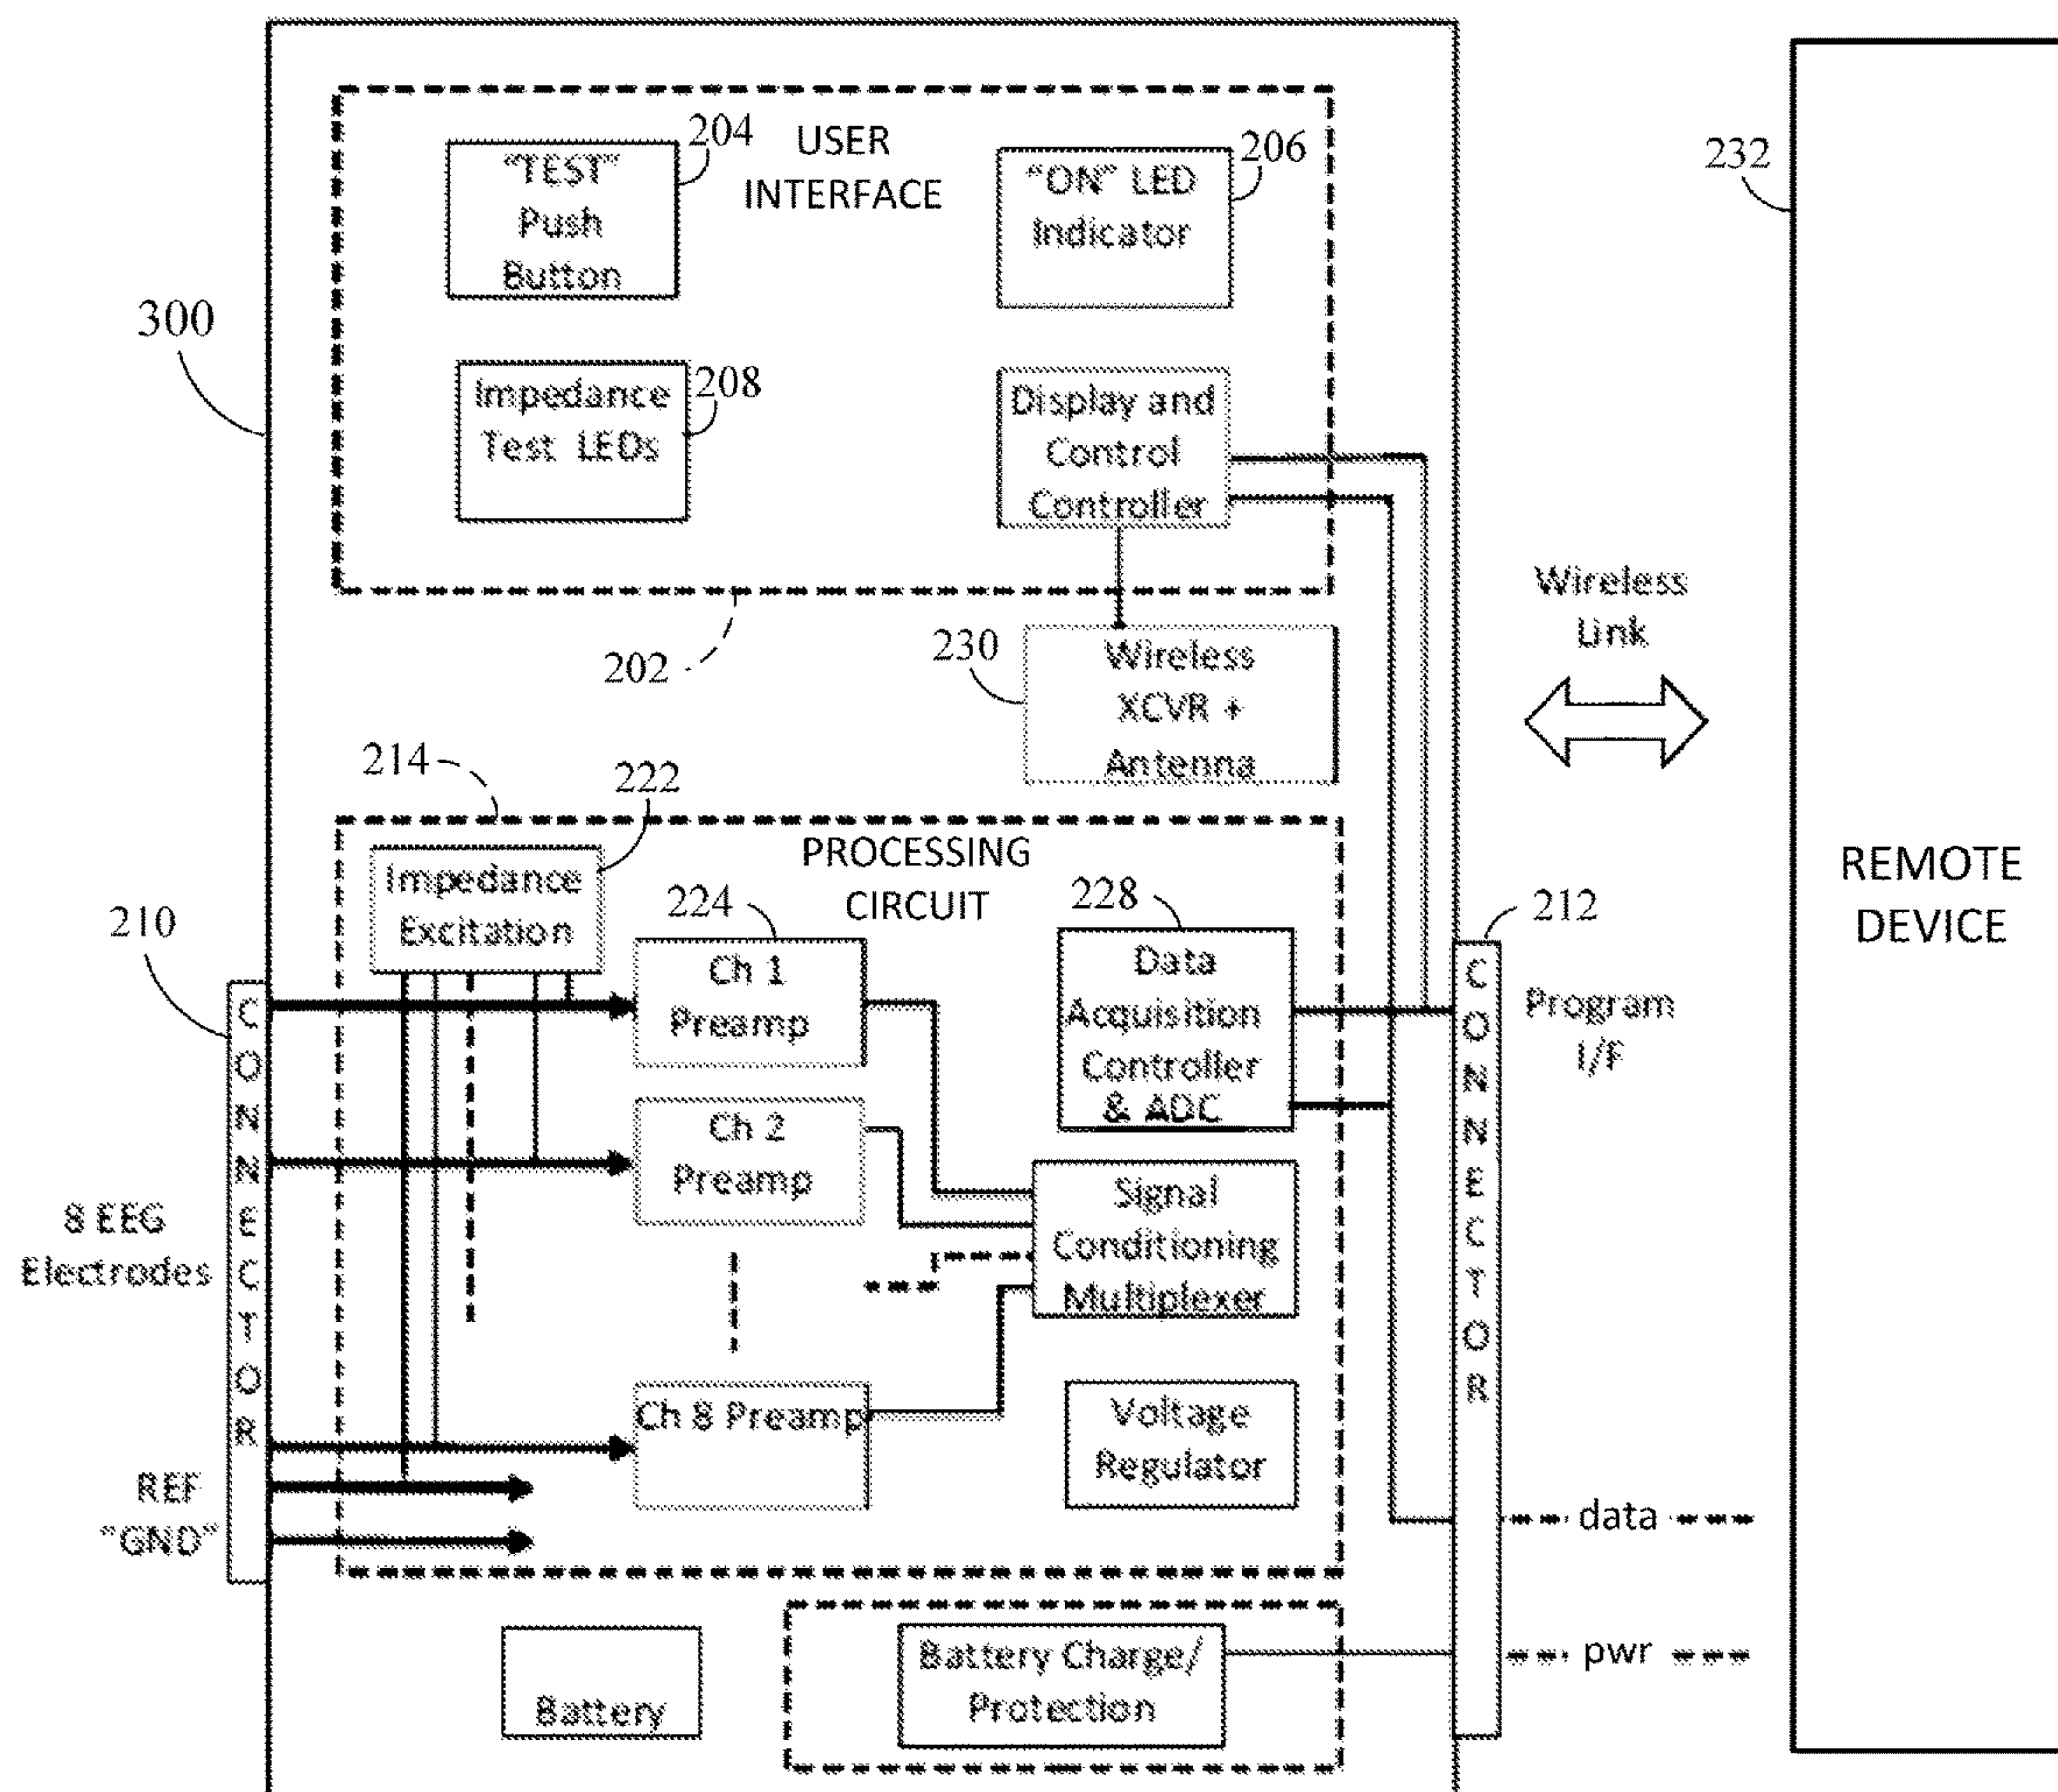 300
USER
INTERFACE
"TEST"
Push
Button
204
"ON" LED
Indicator
206
Impedance
Test LEDs
208
Display and
Control
Controller
202
230
Wireless
XCVR +
Antenna
Wireless
Link
232
REMOTE
DEVICE
214
222
PROCESSING
CIRCUIT
Impedance
Excitation
210
CONNECTOR
8 EEG
Electrodes
REF
"GND"
224
Ch 1
Preamp
Ch 2
Preamp
Ch 8 Preamp
228
Data
Acquisition
Controller
& ADC
Signal
Conditioning
Multiplexer
Voltage
Regulator
212
CONNECTOR
Program
I/F
data
pwr
Battery
Battery Charge/
Protection